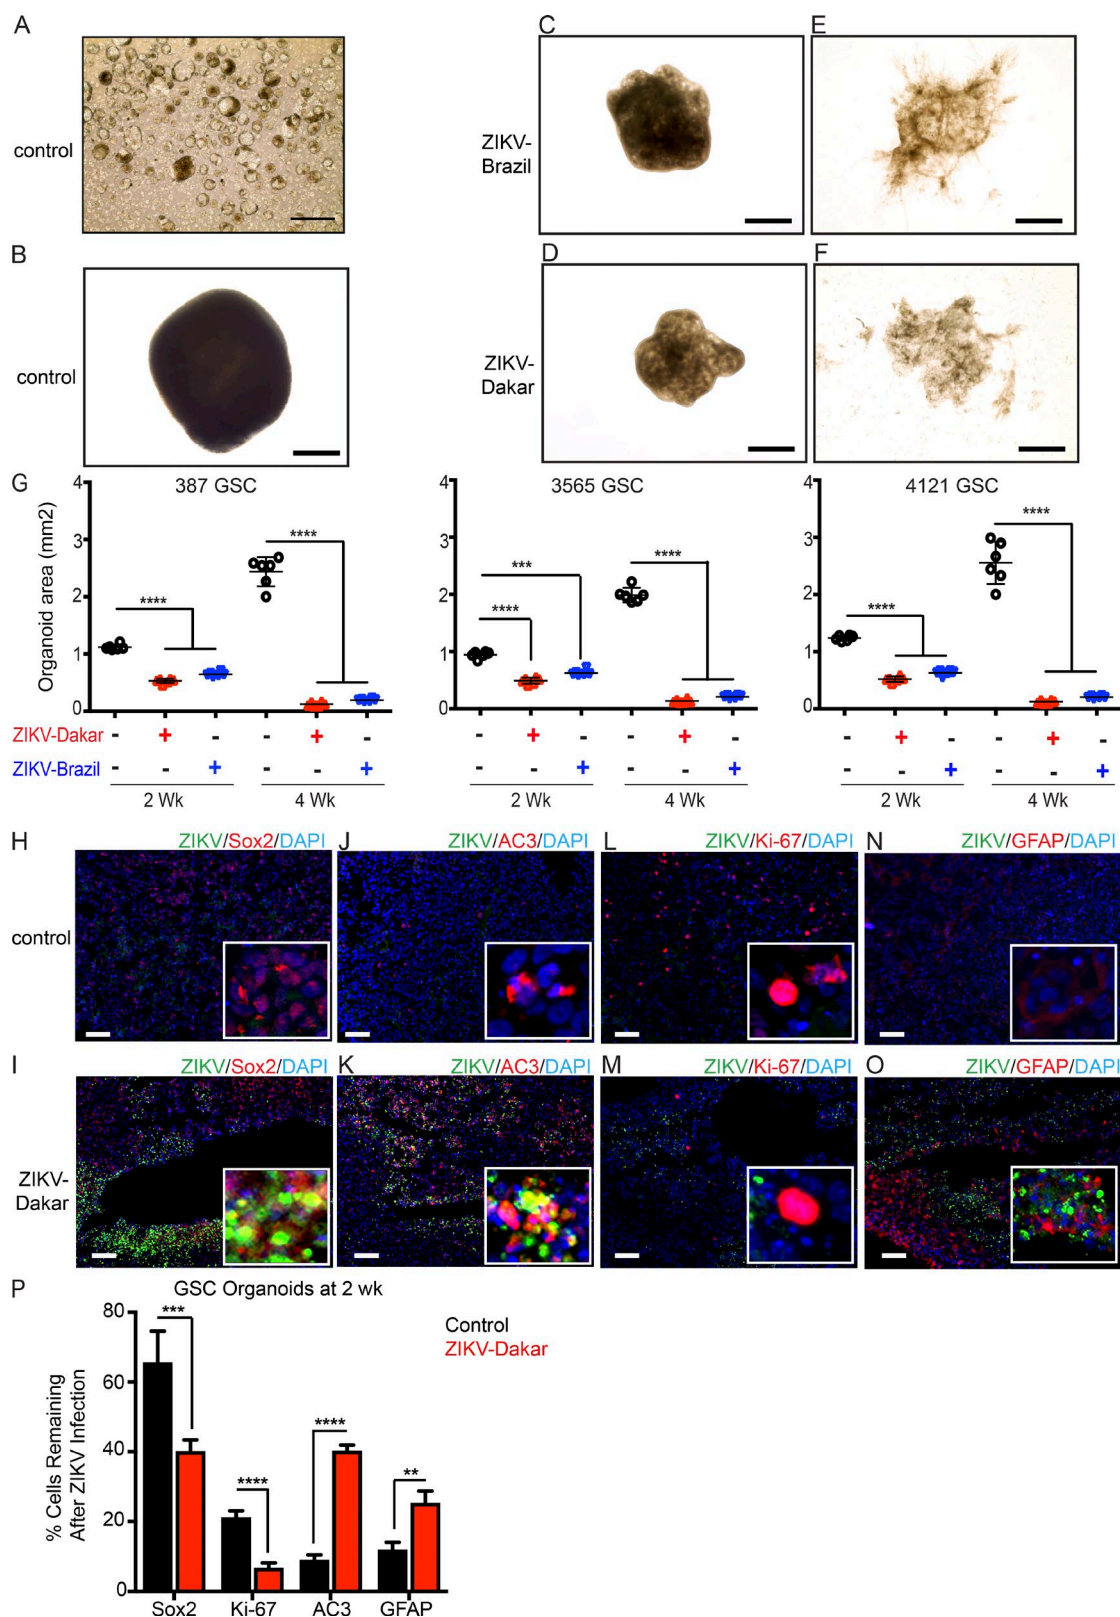 A
control
B
control
C
ZIKV-
Brazil
D
ZIKV-
Dakar
E
F
G
387 GSC
Organoid area (mm2)
4
3
2
1
0
****
****
ZIKV-Dakar
- + - - + -
ZIKV-Brazil
- - + - - +
2 Wk
4 Wk
3565 GSC
4
3
2
1
0
***
****
****
- + - - + -
- - + - - +
2 Wk
4 Wk
4121 GSC
4
3
2
1
0
****
****
- + - - + -
- - + - - +
2 Wk
4 Wk
H
ZIKV/Sox2/DAPI
J
ZIKV/AC3/DAPI
L
ZIKV/Ki-67/DAPI
N
ZIKV/GFAP/DAPI
control
I
ZIKV/Sox2/DAPI
K
ZIKV/AC3/DAPI
M
ZIKV/Ki-67/DAPI
O
ZIKV/GFAP/DAPI
ZIKV-
Dakar
P
GSC Organoids at 2 wk
% Cells Remaining
After ZIKV Infection
80
60
40
20
0
***
****
****
**
Control
ZIKV-Dakar
Sox2
Ki-67
AC3
GFAP